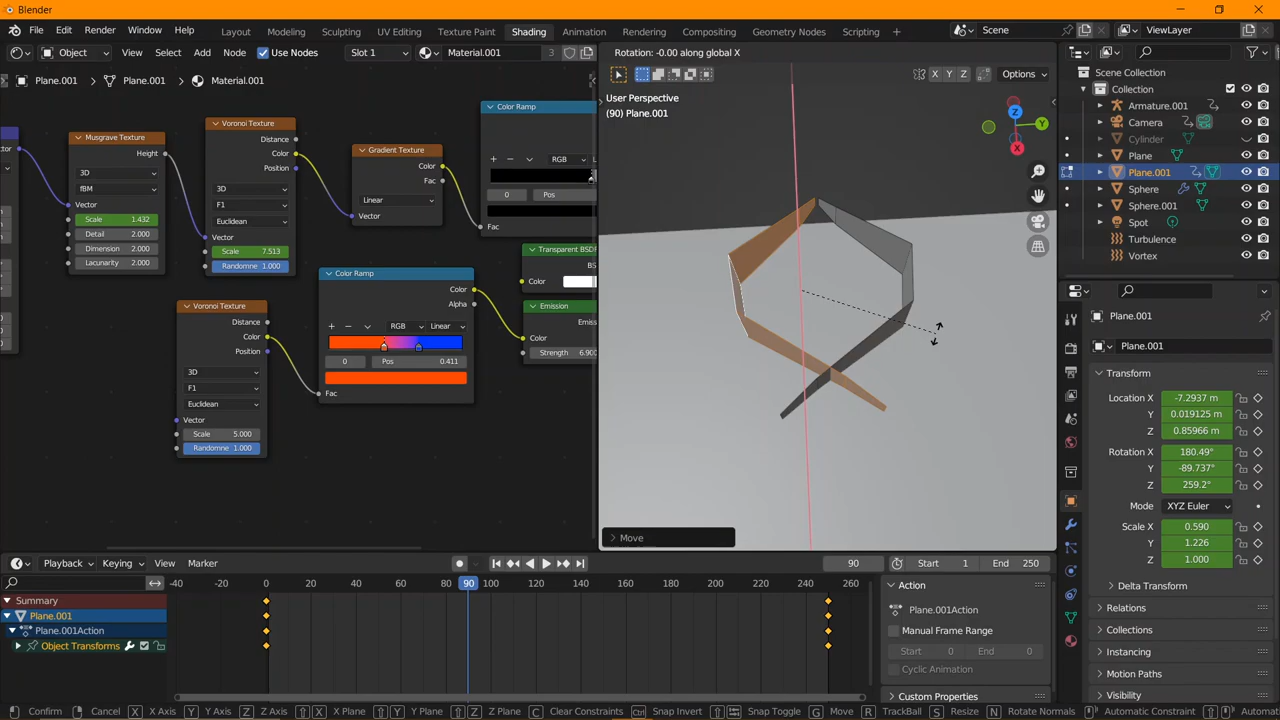 Blender
File Edit Render Window Help Layout Modeling Sculpting UV Editing Texture Paint Shading Animation Rendering Compositing Geometry Nodes Scripting Scene ViewLayer
Object View Select Add Node Use Nodes Slot 1 Material.001 3 Rotation: -0.00 along global X
Plane.001 Plane.001 Material.001 X Y Z Options
User Perspective
(90) Plane.001
Scene Collection
Collection
Armature.001
Camera
Cylinder
Plane
Plane.001
Sphere
Sphere.001
Spot
Turbulence
Vortex
Z Y X
Musgrave Texture
Height
3D
fBM
Vector
Scale 1.432
Detail 2.000
Dimension 2.000
Lacunarity 2.000
Voronoi Texture
Distance
Color
Position
3D
F1
Euclidean
Vector
Scale 7.513
Randomne 1.000
Gradient Texture
Color
Fac
Linear
Vector
Color Ramp
RGB
0 Pos
Fac
Transparent BSDF
Color
Emission
Color
Strength 6.900
Color Ramp
Color
Alpha
RGB Linear
0 Pos 0.411
Fac
Voronoi Texture
Distance
Color
Position
3D
F1
Euclidean
Vector
Scale 5.000
Randomne 1.000
Move
Plane.001
Plane.001
Transform
Location X -7.2937 m
Y 0.019125 m
Z 0.85966 m
Rotation X 180.49°
Y -89.737°
Z 259.2°
Mode XYZ Euler
Scale X 0.590
Y 1.226
Z 1.000
Delta Transform
Relations
Collections
Instancing
Motion Paths
Visibility
Playback Keying View Marker 90 Start 1 End 250
-40 -20 0 20 40 60 80 90 120 140 160 180 200 220 240 260
Summary
Plane.001
Plane.001Action
Object Transforms
Action
Plane.001Action
Manual Frame Range
Start 0 End 0
Cyclic Animation
Custom Properties
Confirm Cancel X X Axis Y Y Axis Z Z Axis X X Plane Y Y Plane Z Z Plane C Clear Constraints Ctrl Snap Invert Snap Toggle G Move R TrackBall S Resize N Rotate Normals Automatic Constraint Automat